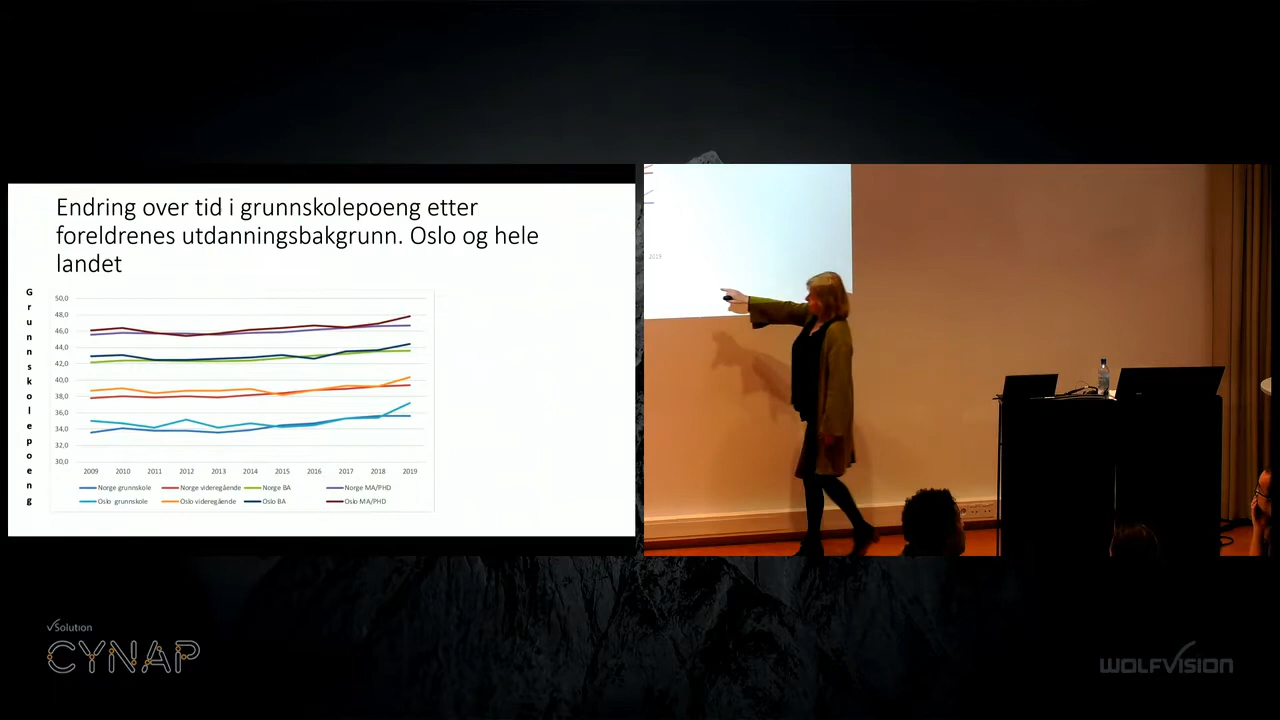 Endring over tid i grunnskolepoeng etter
foreldrenes utdanningsbakgrunn. Oslo og hele
landet
Grunnskolepoeng
50,0
48,0
46,0
44,0
42,0
40,0
38,0
36,0
34,0
32,0
30,0
2009 2010 2011 2012 2013 2014 2015 2016 2017 2018 2019
Norge grunnskole Norge videregående Norge BA Norge MA/PHD
Oslo grunnskole Oslo videregående Oslo BA Oslo MA/PHD
2019
vSolution
CYNAP
WOLFVISION